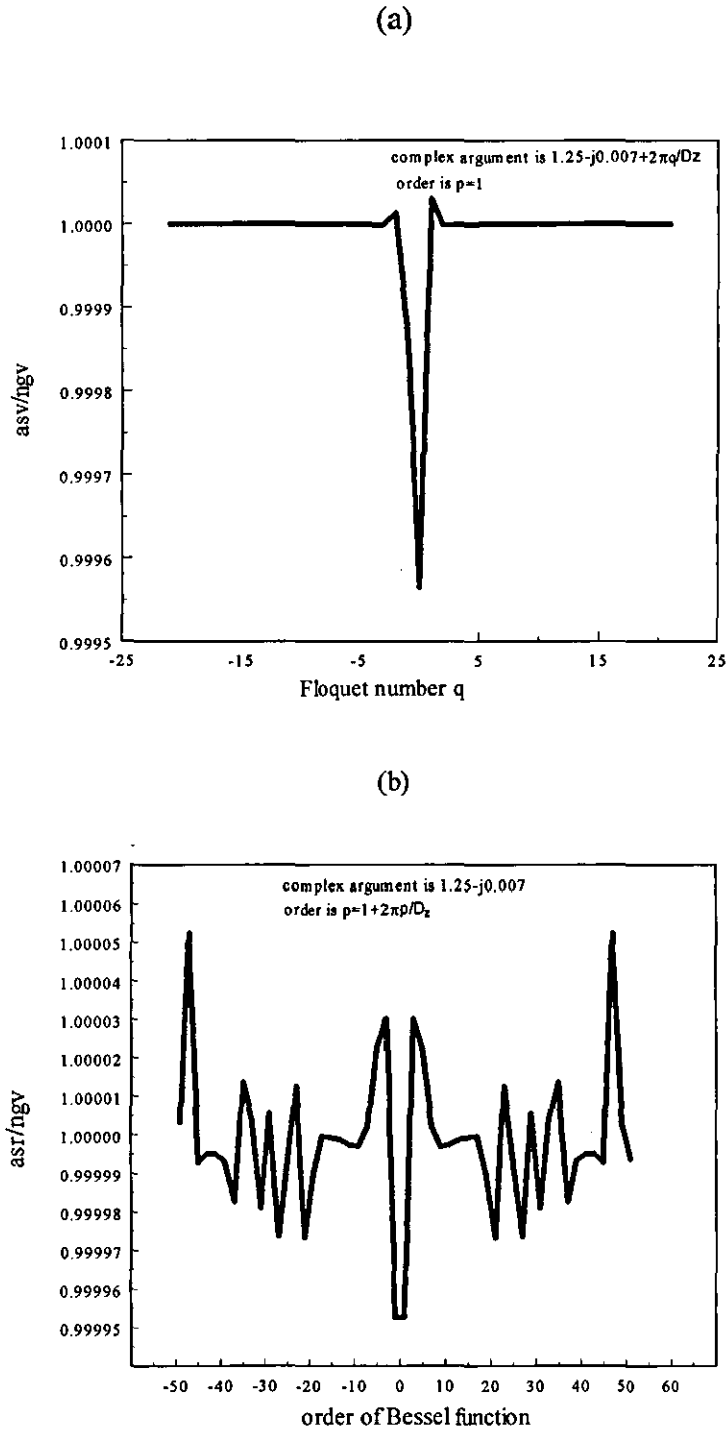 (a)
complex argument is 1.25-j0.007+2πq/Dz
order is p=1
1.0001
1.0000
0.9999
0.9998
0.9997
0.9996
0.9995
asv/ngv
-25 -15 -5 5 15 25
Floquet number q
(b)
complex argument is 1.25-j0.007
order is p=1+2πp/Dz
1.00007
1.00006
1.00005
1.00004
1.00003
1.00002
1.00001
1.00000
0.99999
0.99998
0.99997
0.99996
0.99995
asr/ngv
-50 -40 -30 -20 -10 0 10 20 30 40 50 60
order of Bessel function